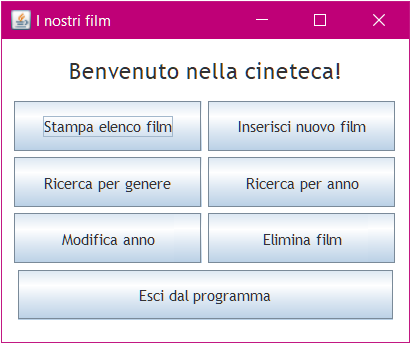 I nostri film
Benvenuto nella cineteca!
Stampa elenco film
Inserisci nuovo film
Ricerca per genere
Ricerca per anno
Modifica anno
Elimina film
Esci dal programma